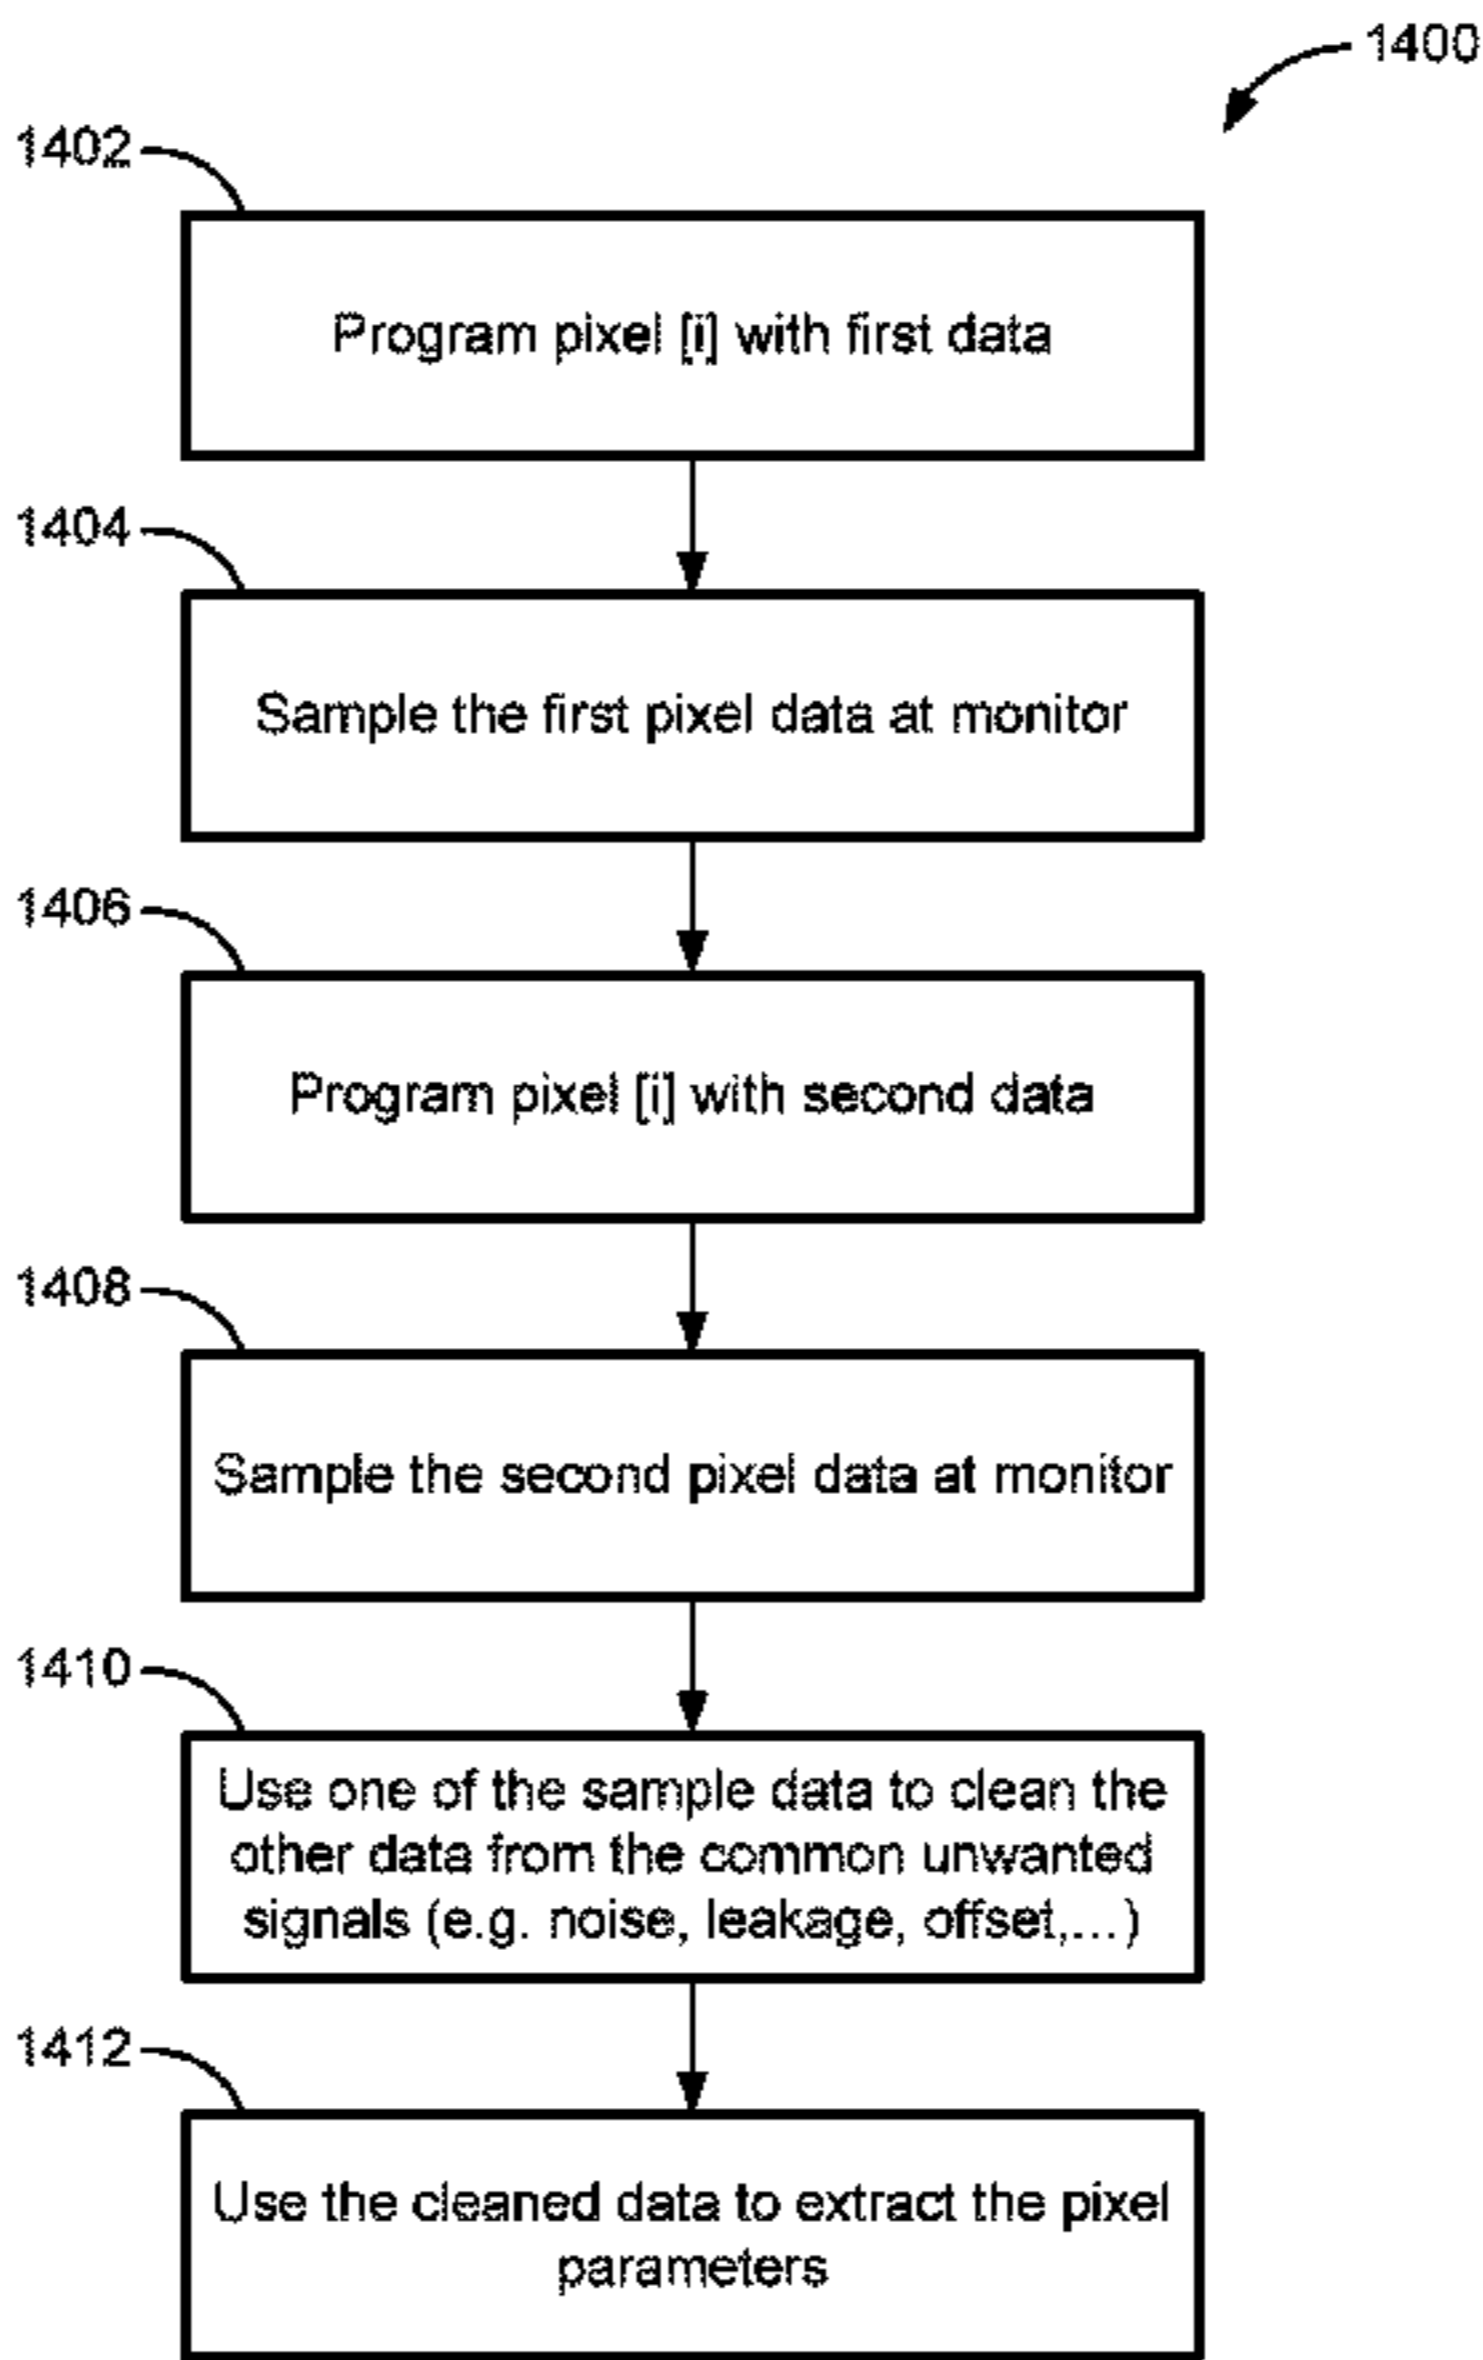 1400
1402
Program pixel [i] with first data
1404
Sample the first pixel data at monitor
1406
Program pixel [i] with second data
1408
Sample the second pixel data at monitor
1410
Use one of the sample data to clean the
other data from the common unwanted
signals (e.g. noise, leakage, offset,...)
1412
Use the cleaned data to extract the pixel
parameters